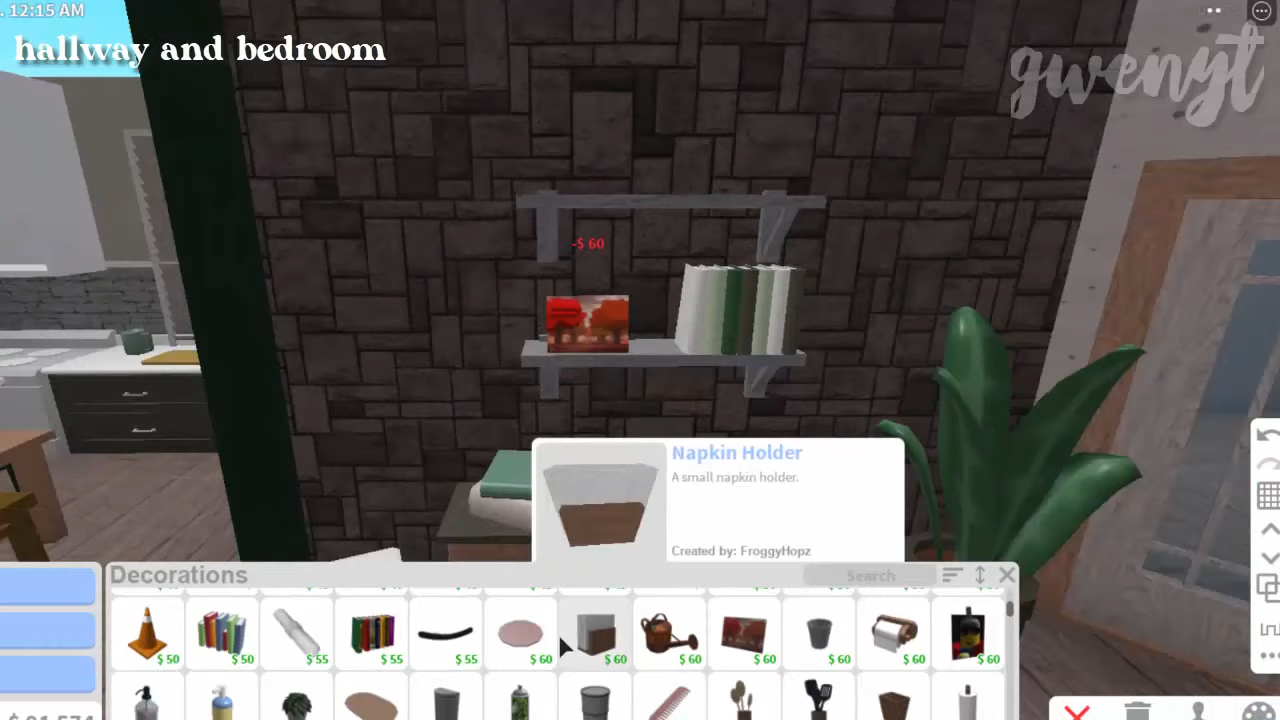 . 12:15 AM
hallway and bedroom
gwenyt
-$ 60
Napkin Holder
A small napkin holder.
Created by: FroggyHopz
Decorations
Search
$ 50
$ 50
$ 55
$ 55
$ 55
$ 60
$ 60
$ 60
$ 60
$ 60
$ 60
$ 60